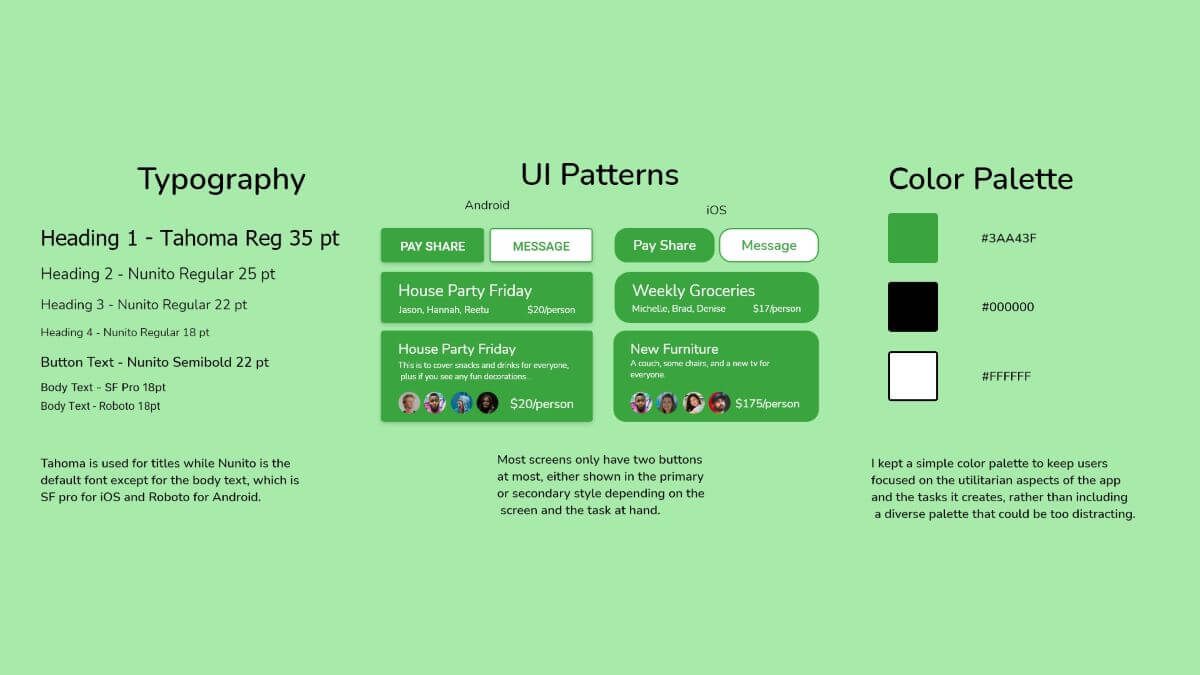 Typography
Heading 1 - Tahoma Reg 35 pt
Heading 2 - Nunito Regular 25 pt
Heading 3 - Nunito Regular 22 pt
Heading 4 - Nunito Regular 18 pt
Button Text - Nunito Semibold 22 pt
Body Text - SF Pro 18pt
Body Text - Roboto 18pt
Tahoma is used for titles while Nunito is the
default font except for the body text, which is
SF pro for iOS and Roboto for Android.
UI Patterns
Android
PAY SHARE
MESSAGE
House Party Friday
Jason, Hannah, Reetu
$20/person
House Party Friday
This is to cover snacks and drinks for everyone,
plus if you see any fun decorations...
$20/person
iOS
Pay Share
Message
Weekly Groceries
Michelle, Brad, Denise
$17/person
New Furniture
A couch, some chairs, and a new tv for
everyone.
$175/person
Most screens only have two buttons
at most, either shown in the primary
or secondary style depending on the
screen and the task at hand.
Color Palette
#3AA43F
#000000
#FFFFFF
I kept a simple color palette to keep users
focused on the utilitarian aspects of the app
and the tasks it creates, rather than including
a diverse palette that could be too distracting.